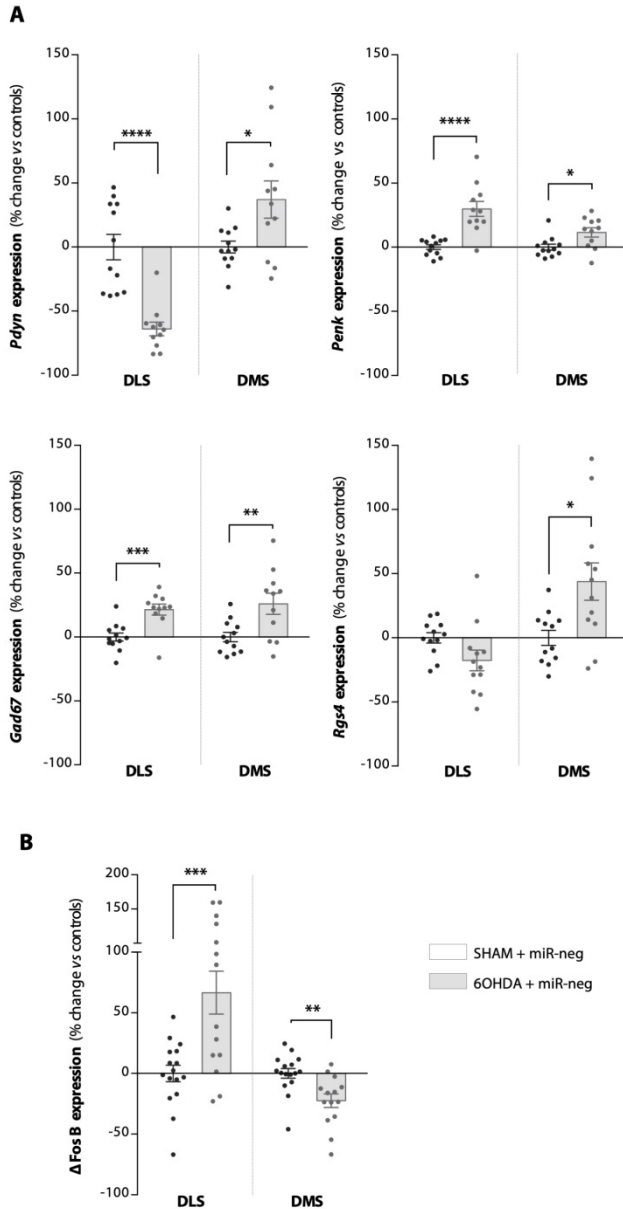 A
Pdyn expression (% change vs controls)
150
100
50
0
-50
-100
****
*
DLS
DMS
Penk expression (% change vs controls)
150
100
50
0
-50
-100
****
*
DLS
DMS
Gad67 expression (% change vs controls)
150
100
50
0
-50
-100
***
**
DLS
DMS
Rgs4 expression (% change vs controls)
150
100
50
0
-50
-100
*
DLS
DMS
B
ΔFosB expression (% change vs controls)
200
150
100
50
0
-50
-100
***
**
DLS
DMS
SHAM + miR-neg
6OHDA + miR-neg